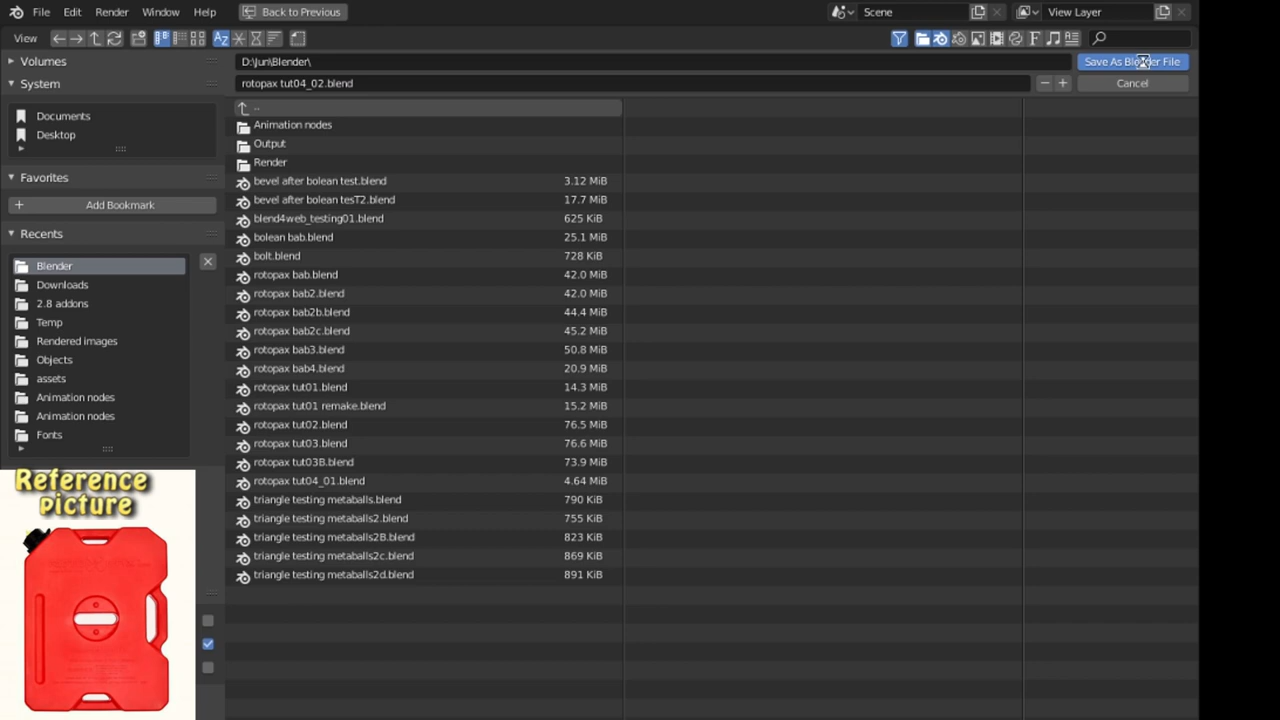 File Edit Render Window Help Back to Previous Scene View Layer
View
Volumes
System
Documents
Desktop
Favorites
Add Bookmark
Recents
Blender
Downloads
2.8 addons
Temp
Rendered images
Objects
assets
Animation nodes
Animation nodes
Fonts
D:\Jun\Blender\
Save As Blender File
rotopax tut04_02.blend
Cancel
..
Animation nodes
Output
Render
bevel after bolean test.blend 3.12 MiB
bevel after bolean tesT2.blend 17.7 MiB
blend4web_testing01.blend 625 KiB
bolean bab.blend 25.1 MiB
bolt.blend 728 KiB
rotopax bab.blend 42.0 MiB
rotopax bab2.blend 42.0 MiB
rotopax bab2b.blend 44.4 MiB
rotopax bab2c.blend 45.2 MiB
rotopax bab3.blend 50.8 MiB
rotopax bab4.blend 20.9 MiB
rotopax tut01.blend 14.3 MiB
rotopax tut01 remake.blend 15.2 MiB
rotopax tut02.blend 76.5 MiB
rotopax tut03.blend 76.6 MiB
rotopax tut03B.blend 73.9 MiB
rotopax tut04_01.blend 4.64 MiB
triangle testing metaballs.blend 790 KiB
triangle testing metaballs2.blend 755 KiB
triangle testing metaballs2B.blend 823 KiB
triangle testing metaballs2c.blend 869 KiB
triangle testing metaballs2d.blend 891 KiB
Reference
picture